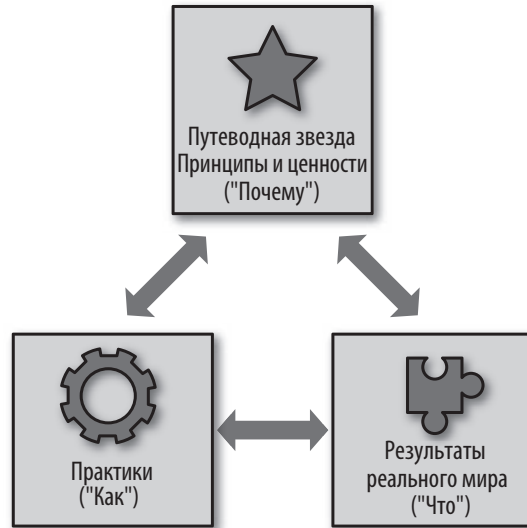 Путеводная звезда
Принципы и ценности
("Почему")
Практики
("Как")
Результаты
реального мира
("Что")